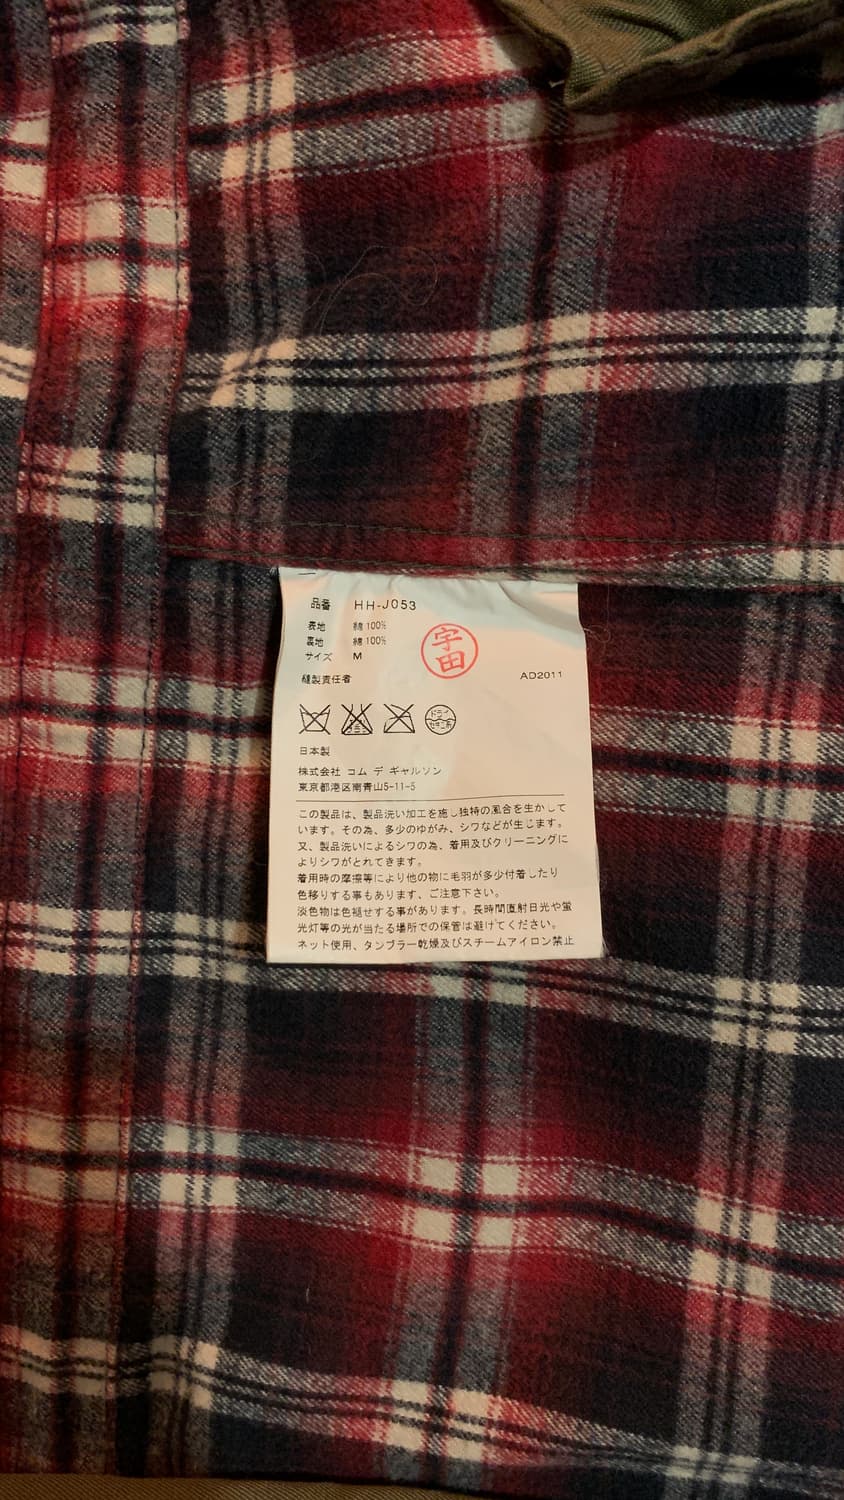 品番 HH-J053
表地 綿 100%
裏地 綿 100%
サイズ M
宇田
縫製責任者
AD2011
ドライ
セキユ系
日本製
株式会社 コム デ ギャルソン
東京都港区南青山5-11-5
この製品は、製品洗い加工を施し独特の風合を生かして
います。その為、多少のゆがみ、シワなどが生じます。
又、製品洗いによるシワの為、着用及びクリーニングに
よりシワがとれてきます。
着用時の摩擦等により他の物に毛羽が多少付着したり
色移りする事もあります、ご注意下さい。
淡色物は色褪せする事があります。長時間直射日光や蛍
光灯等の光が当たる場所での保管は避けてください。
ネット使用、タンブラー乾燥及びスチームアイロン禁止